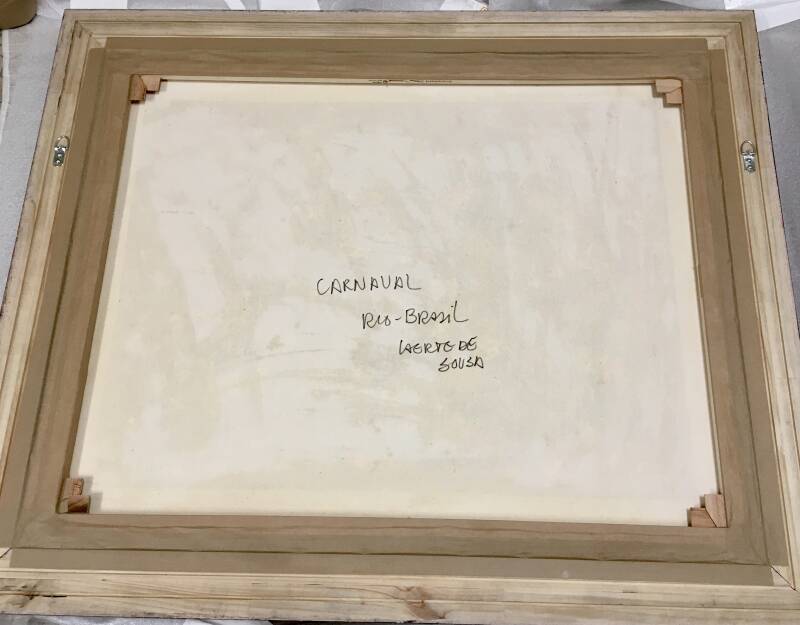 CARNAVAL
RIO-BRASiL
LAERTE DE
SOUSA